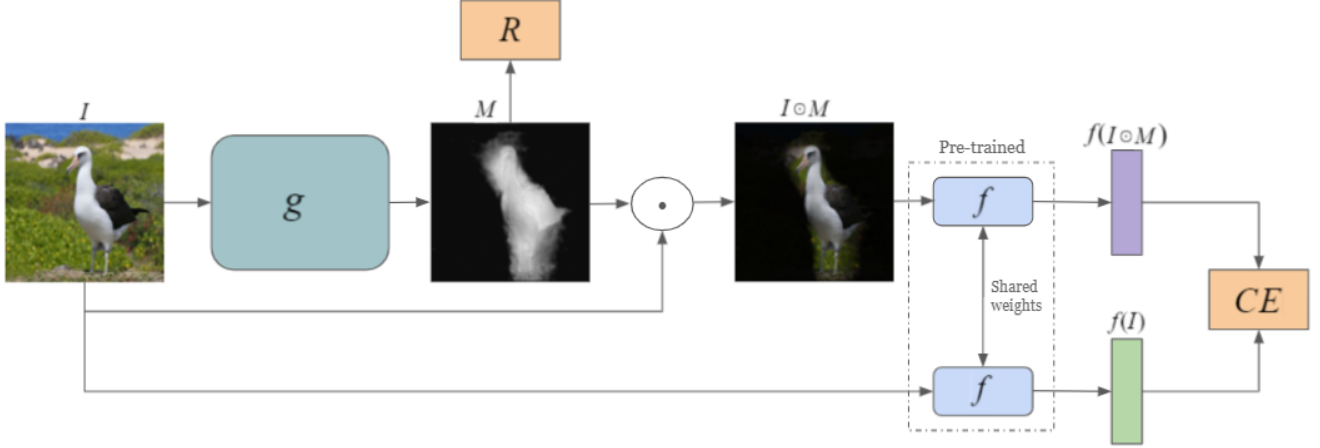 R
I
M
I⊙M
g
Pre-trained
f
f(I⊙M)
Shared
weights
CE
f(I)
f